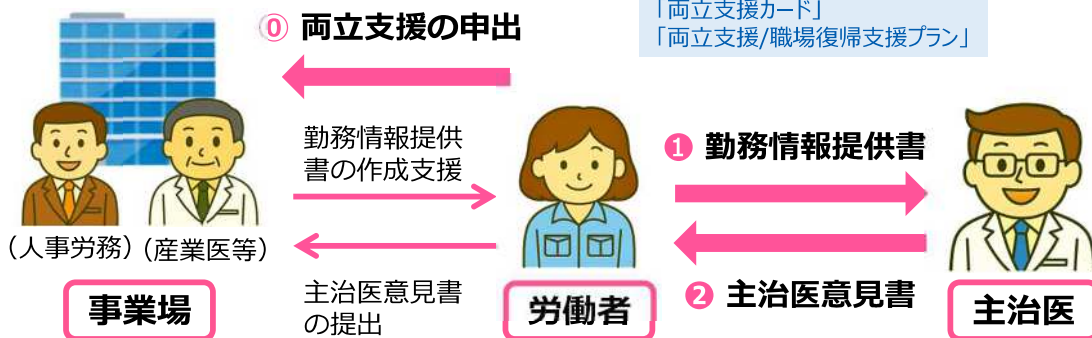 「両立支援カード」
「両立支援/職場復帰支援プラン」
⓪ 両立支援の申出
勤務情報提供
書の作成支援
❶ 勤務情報提供書
(人事労務)
(産業医等)
事業場
主治医意見書
の提出
労働者
❷ 主治医意見書
主治医